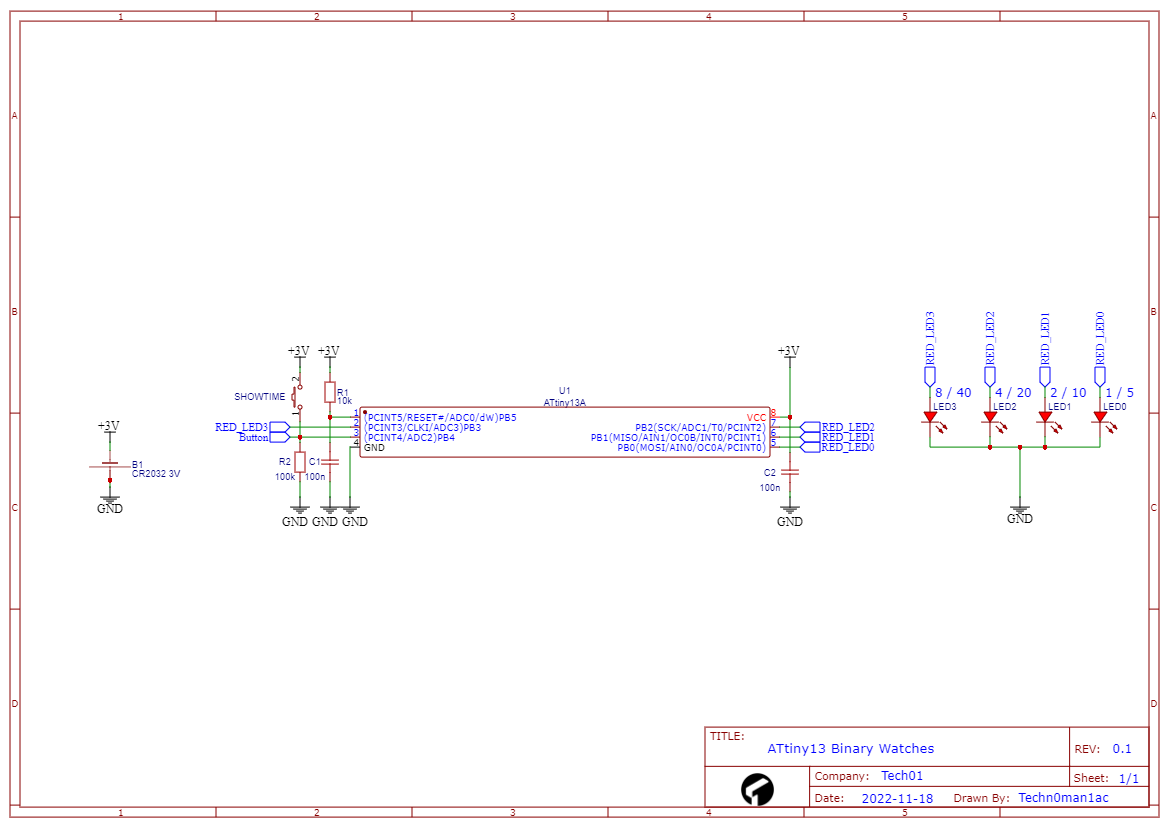 1 2 3 4 5
A A
B B
C C
D D
+3V
B1
CR2032 3V
GND
+3V +3V
SHOWTIME
2
1
R1
10k
RED_LED3
Button
R2
100k
C1
100n
GND GND GND
U1
ATtiny13A
1 (PCINT5/RESET#/ADC0/dW)PB5
2 (PCINT3/CLKI/ADC3)PB3
3 (PCINT4/ADC2)PB4
4 GND
VCC 8
PB2(SCK/ADC1/T0/PCINT2) 7
PB1(MISO/AIN1/OC0B/INT0/PCINT1) 6
PB0(MOSI/AIN0/OC0A/PCINT0) 5
+3V
RED_LED2
RED_LED1
RED_LED0
C2
100n
GND
RED_LED3 RED_LED2 RED_LED1 RED_LED0
8 / 40 4 / 20 2 / 10 1 / 5
LED3 LED2 LED1 LED0
GND
TITLE:
ATtiny13 Binary Watches
REV: 0.1
Company: Tech01
Sheet: 1/1
Date: 2022-11-18 Drawn By: Techn0man1ac
1 2 3 4 5